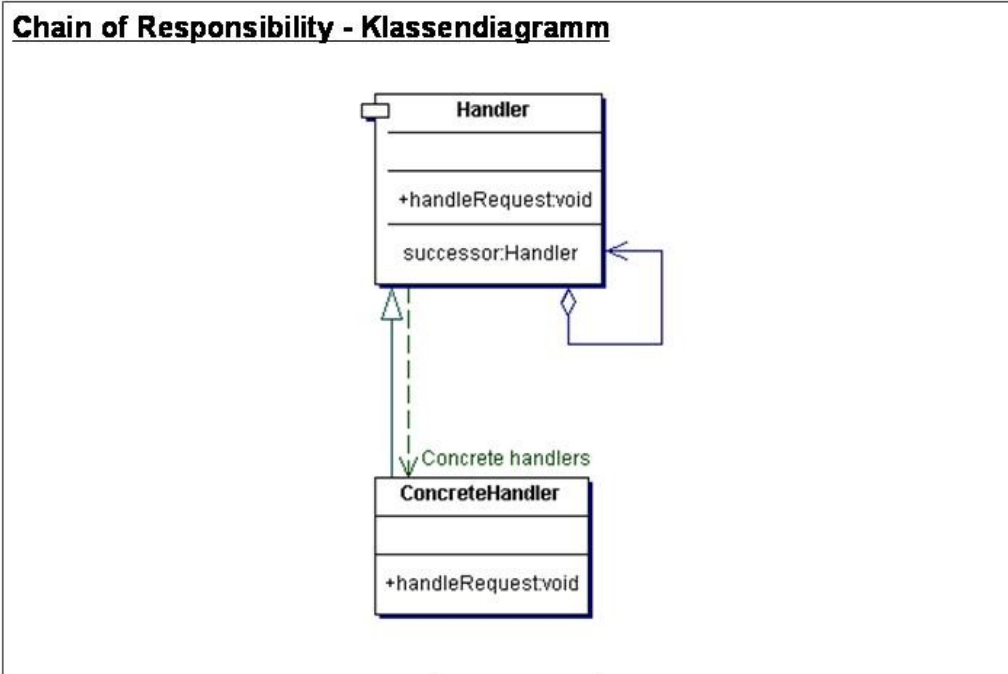 Chain of Responsibility - Klassendiagramm
Handler
+handleRequest:void
successor:Handler
Concrete handlers
ConcreteHandler
+handleRequest:void